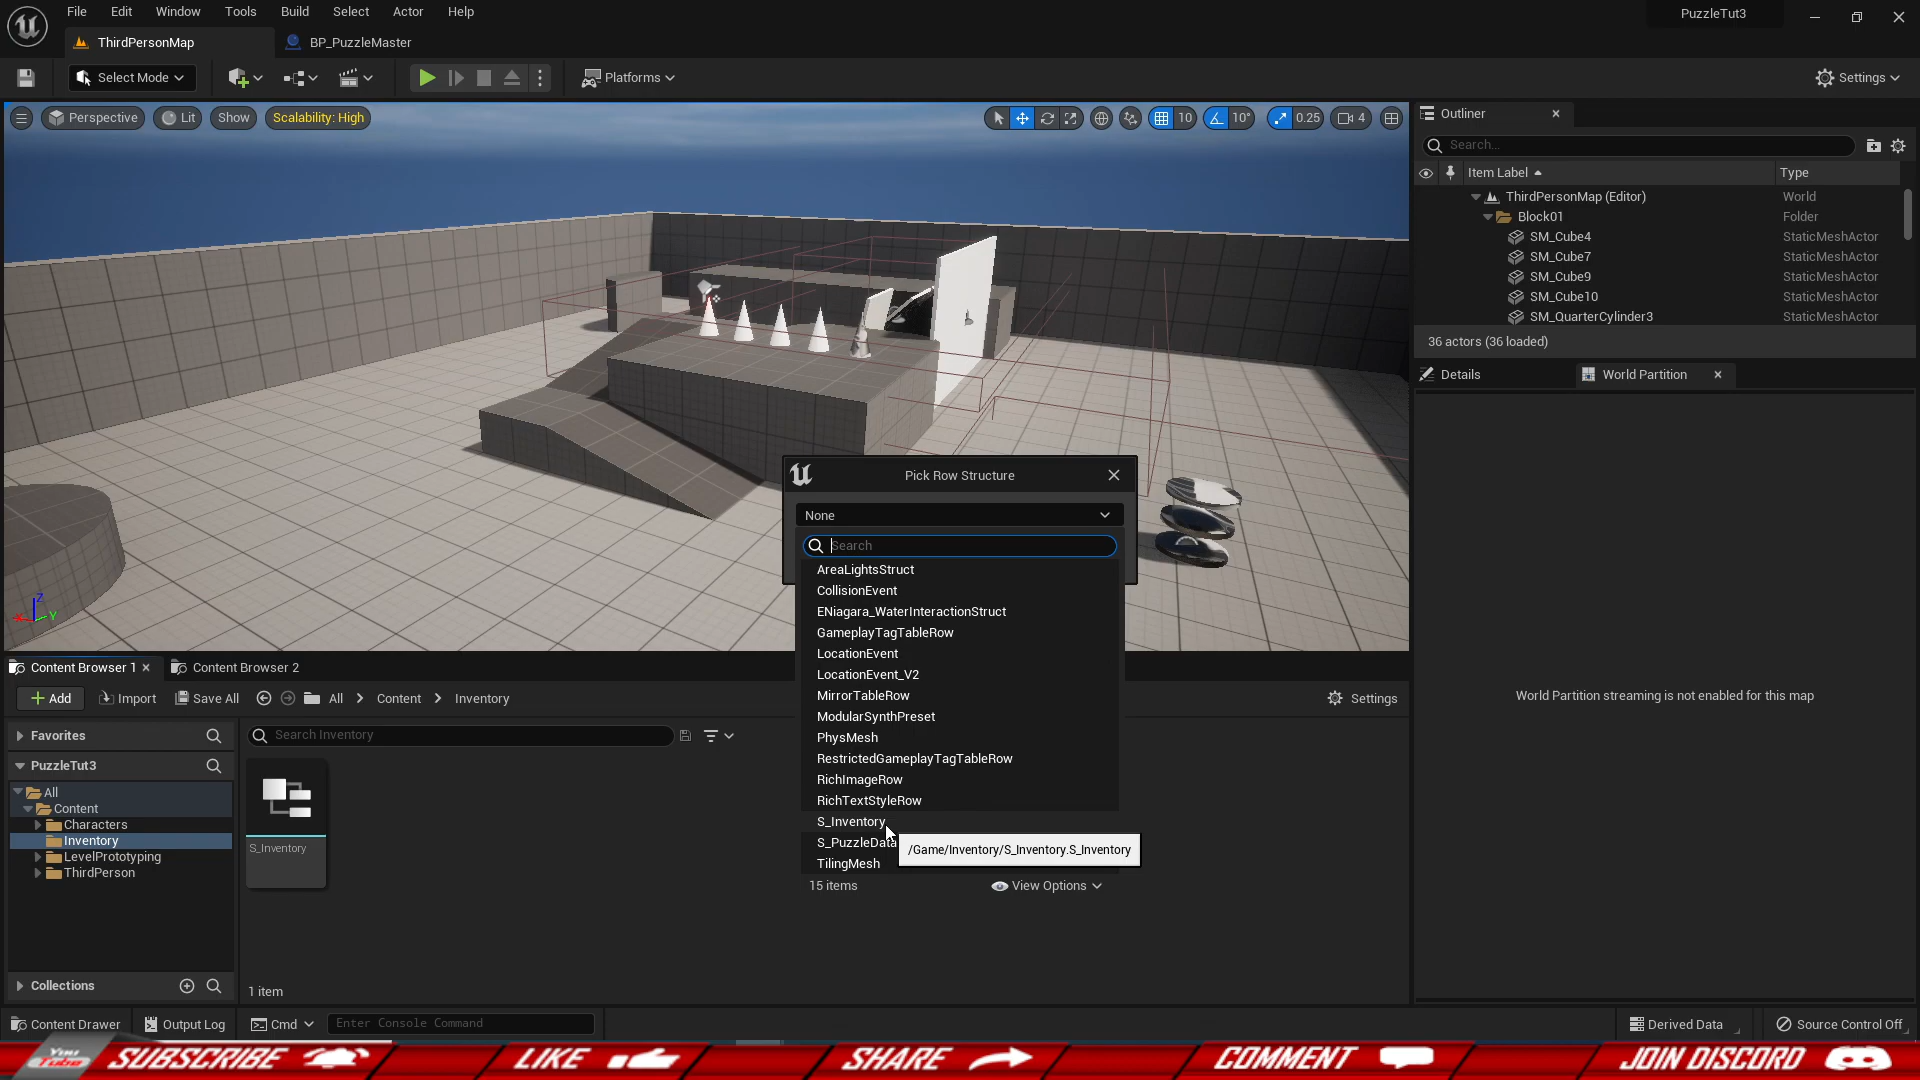 File Edit Window Tools Build Select Actor Help
PuzzleTut3
ThirdPersonMap
BP_PuzzleMaster
Select Mode
Platforms
Settings
Perspective Lit Show Scalability: High
10 10° 0.25 4
Outliner
Search...
Item Label Type
ThirdPersonMap (Editor) World
Block01 Folder
SM_Cube4 StaticMeshActor
SM_Cube7 StaticMeshActor
SM_Cube9 StaticMeshActor
SM_Cube10 StaticMeshActor
SM_QuarterCylinder3 StaticMeshActor
36 actors (36 loaded)
Details World Partition
World Partition streaming is not enabled for this map
Z
X Y
Pick Row Structure
None
Search
AreaLightsStruct
CollisionEvent
ENiagara_WaterInteractionStruct
GameplayTagTableRow
LocationEvent
LocationEvent_V2
MirrorTableRow
ModularSynthPreset
PhysMesh
RestrictedGameplayTagTableRow
RichImageRow
RichTextStyleRow
S_Inventory
S_PuzzleData
TilingMesh
/Game/Inventory/S_Inventory.S_Inventory
15 items View Options
Content Browser 1 Content Browser 2
Add Import Save All All Content Inventory
Settings
Favorites
Search Inventory
PuzzleTut3
All
Content
Characters
Inventory
LevelPrototyping
ThirdPerson
S_Inventory
Collections
1 item
Content Drawer Output Log Cmd Enter Console Command
Derived Data Source Control Off
You Tube SUBSCRIBE LIKE SHARE COMMENT JOIN DISCORD